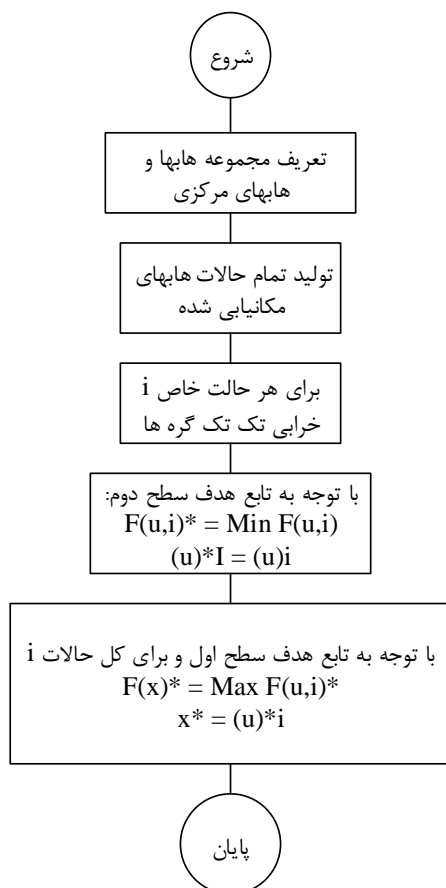 شروع
تعریف مجموعه هابها و
هابهای مرکزی
تولید تمام حالات هابهای
مکانیابی شده
برای هر حالت خاص i
خرابی تک تک گره ها
با توجه به تابع هدف سطح دوم:
F(u,i)* = Min F(u,i)
(u)*I = (u)i
با توجه به تابع هدف سطح اول و برای کل حالات i
F(x)* = Max F(u,i)*
x* = (u)*i
پایان